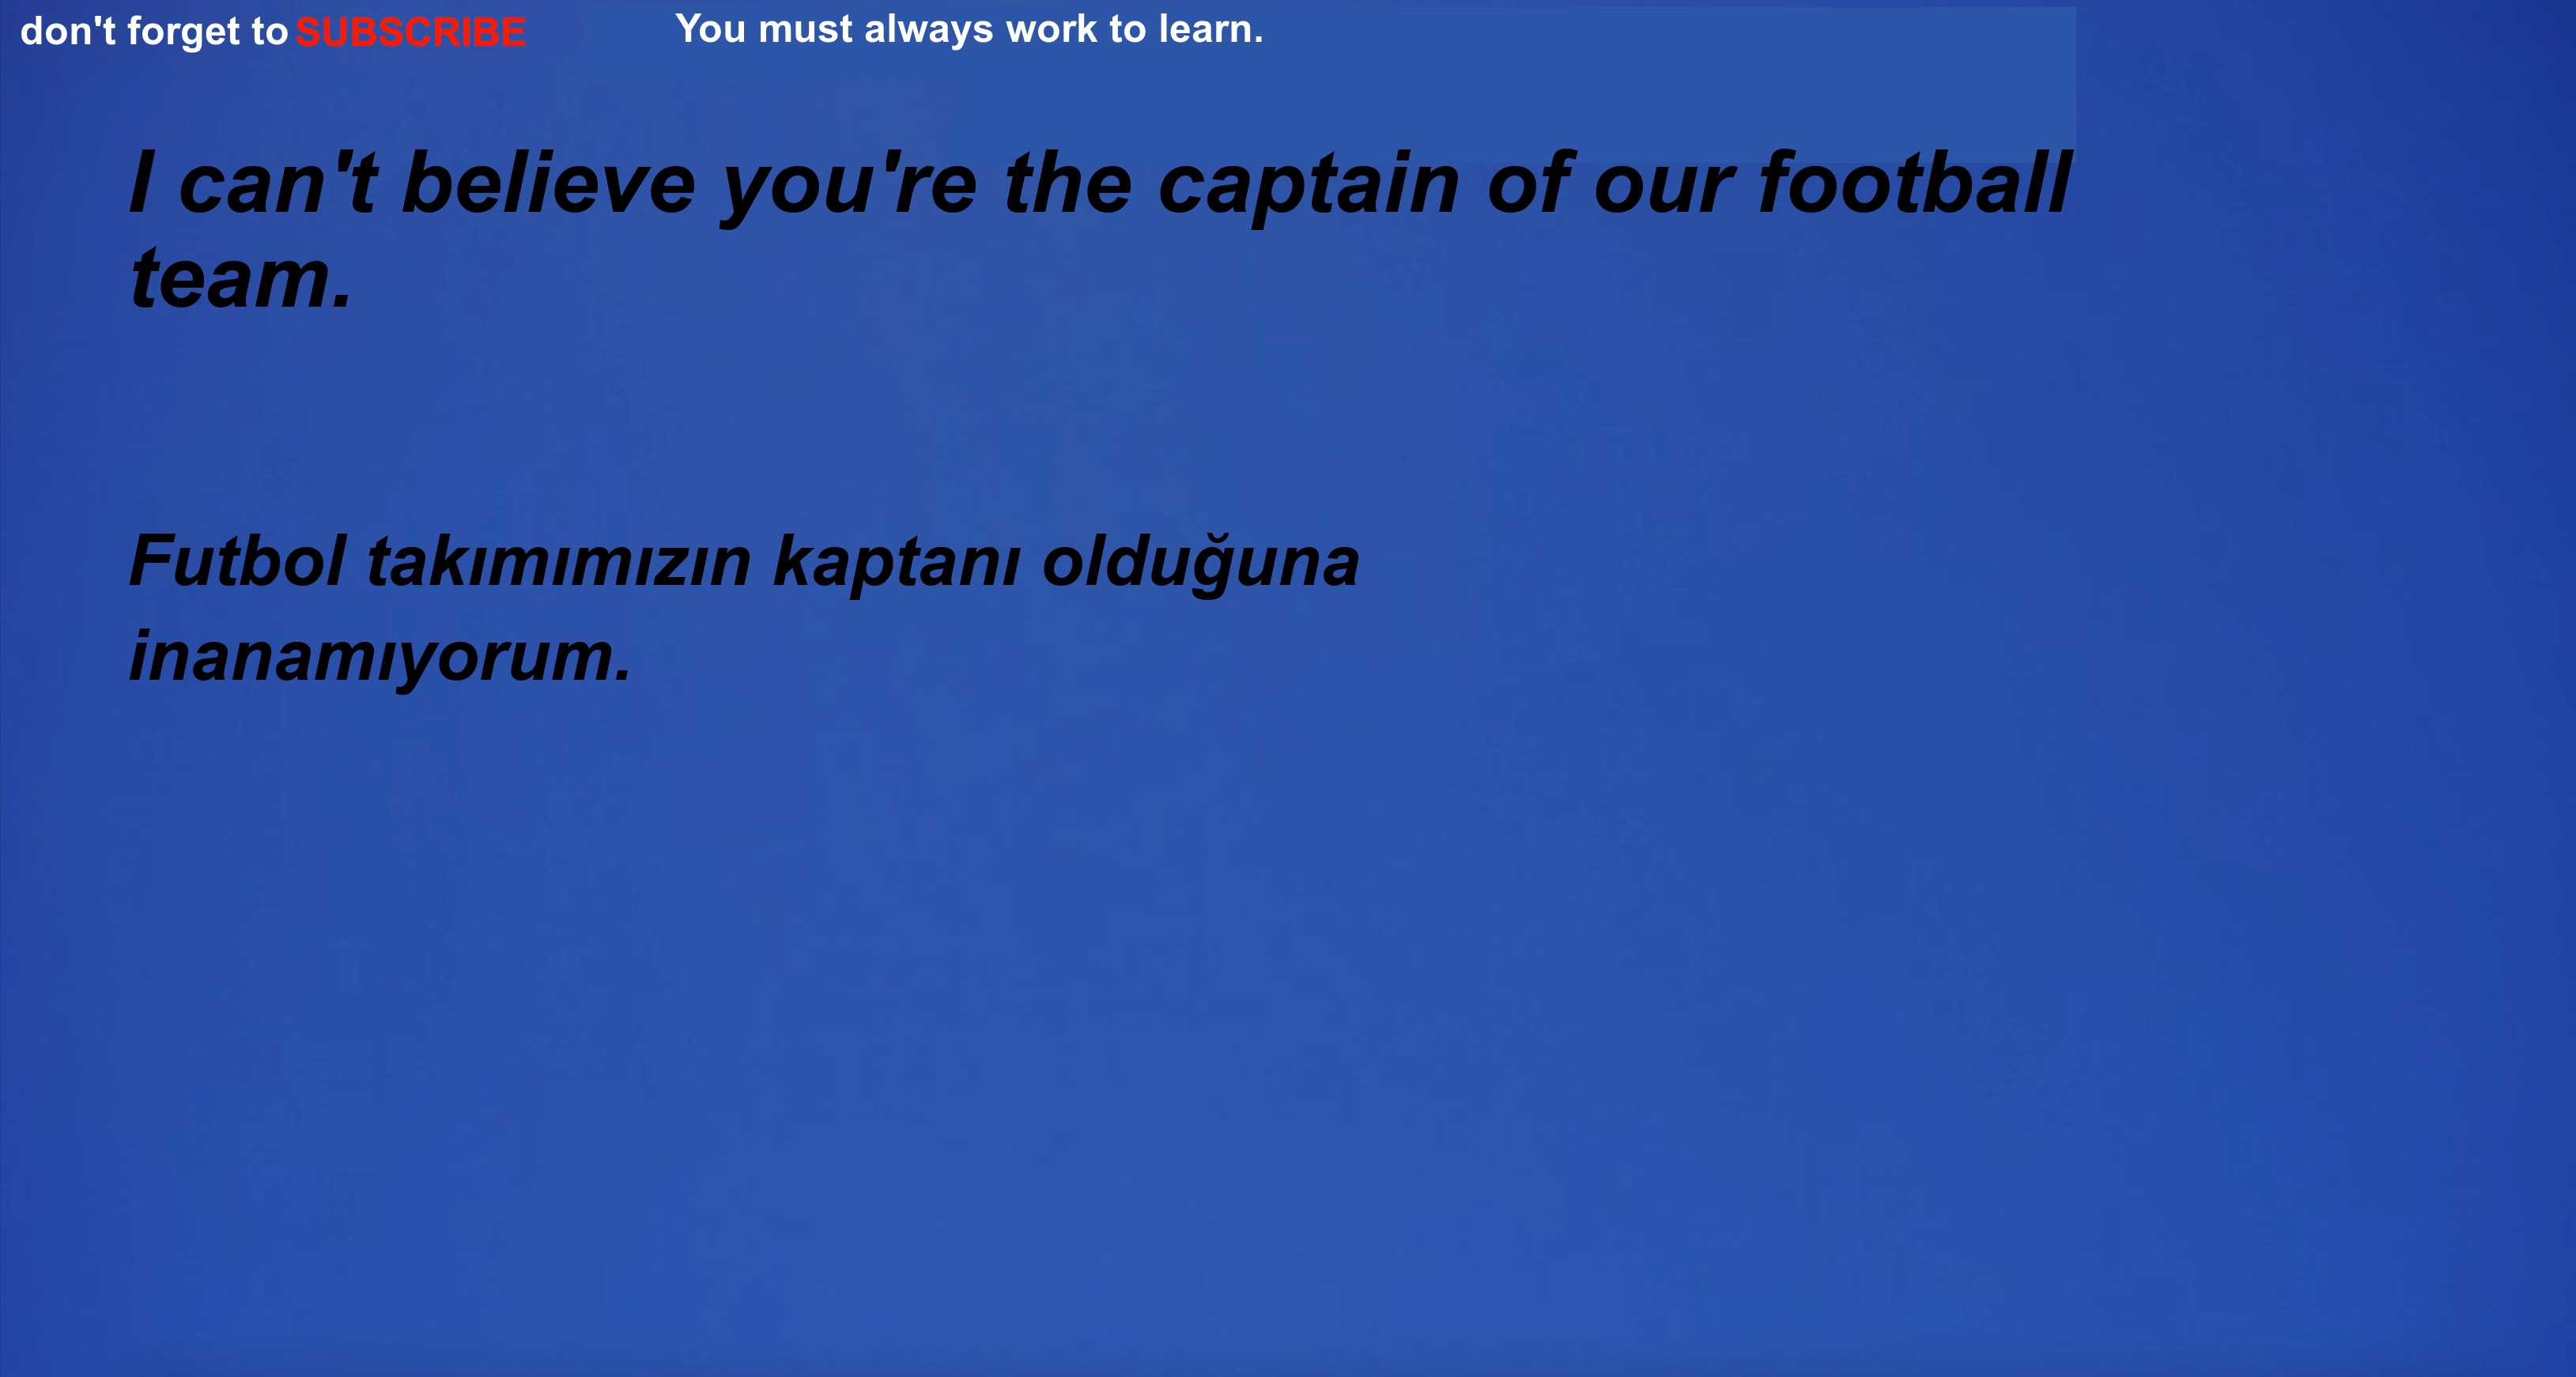 don't forget to SUBSCRIBE You must always work to learn.
I can't believe you're the captain of our football
team.
Futbol takımımızın kaptanı olduğuna
inanamıyorum.